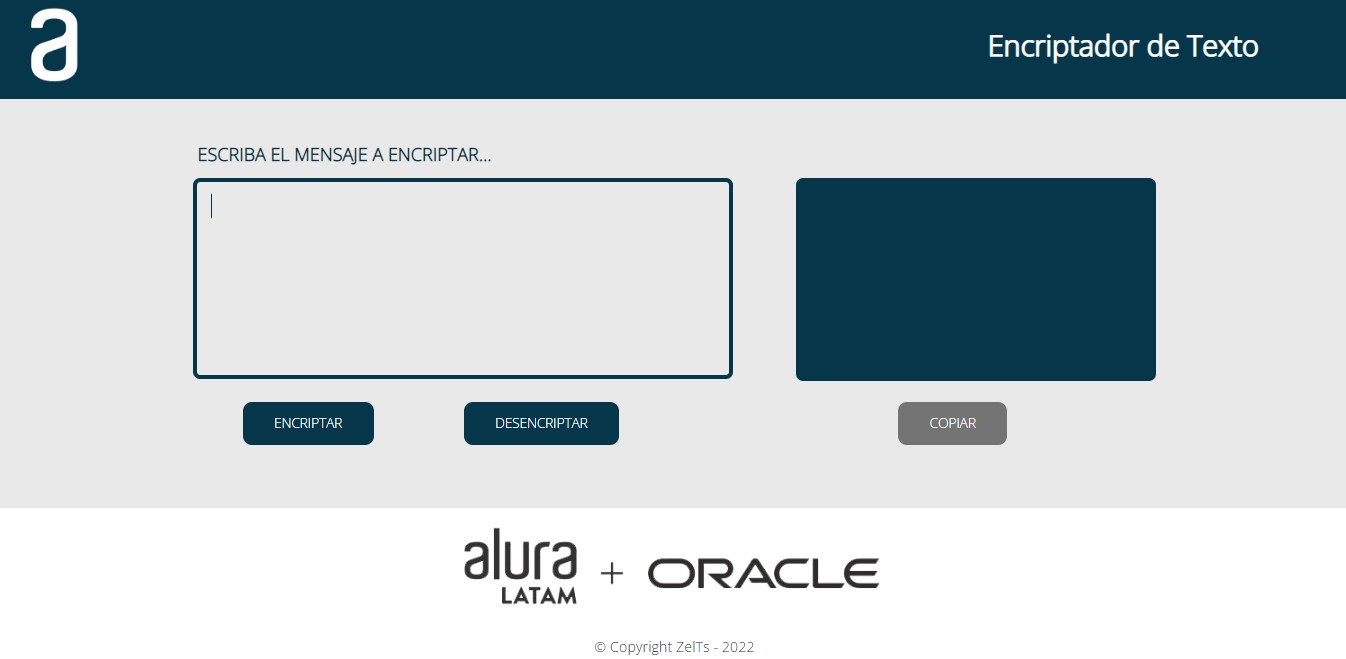 a
Encriptador de Texto
ESCRIBA EL MENSAJE A ENCRIPTAR...
ENCRIPTAR
DESENCRIPTAR
COPIAR
alura
LATAM
+
ORACLE
© Copyright ZelTs - 2022